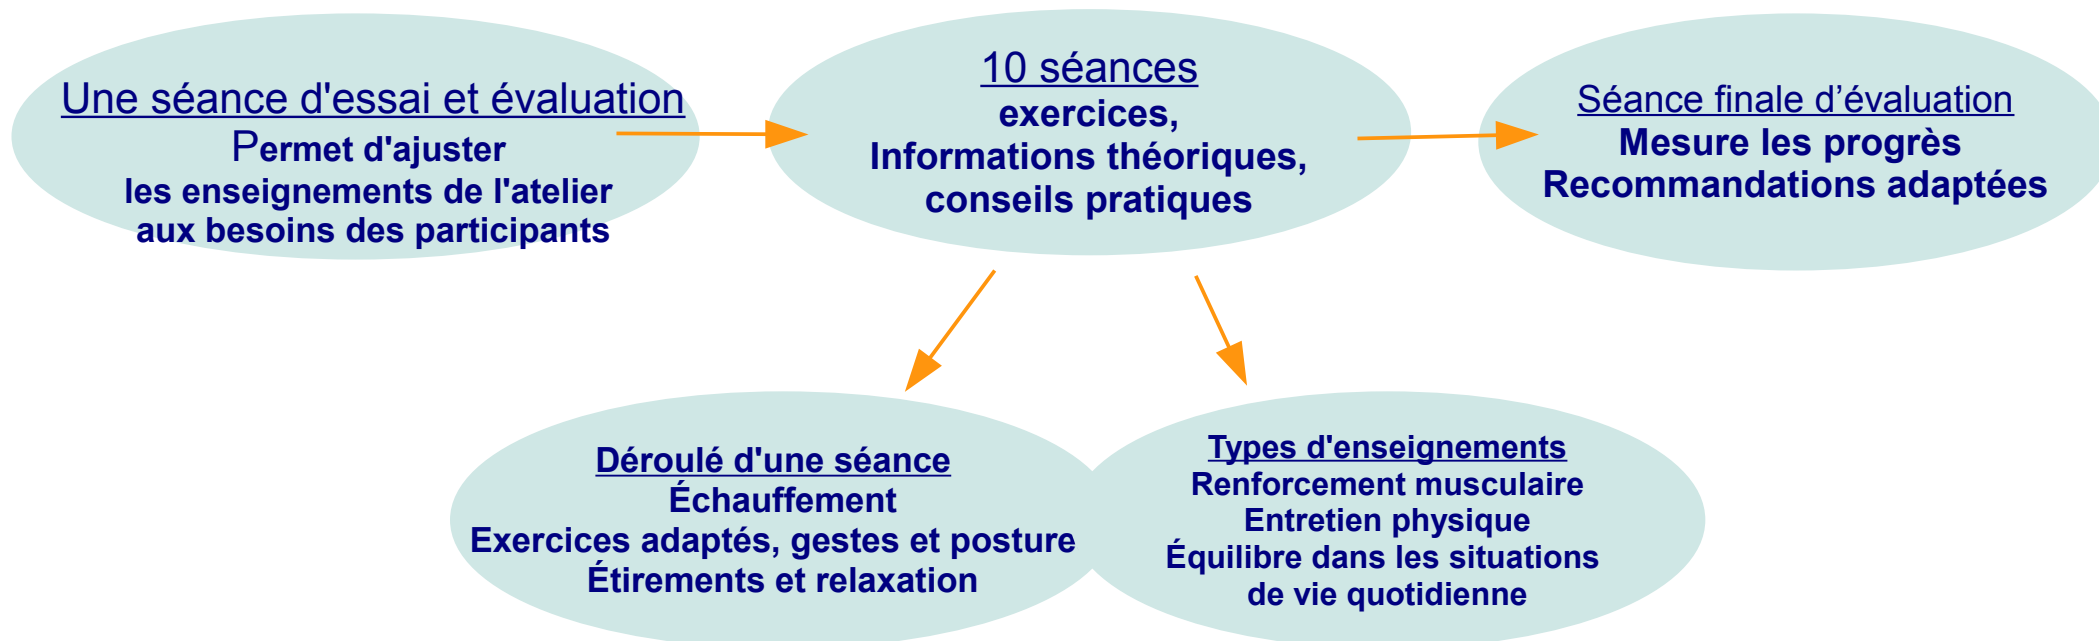 Une séance d'essai et évaluation
Permet d'ajuster
les enseignements de l'atelier
aux besoins des participants
10 séances
exercices,
Informations théoriques,
conseils pratiques
Séance finale d’évaluation
Mesure les progrès
Recommandations adaptées
Déroulé d'une séance
Échauffement
Exercices adaptés, gestes et posture
Étirements et relaxation
Types d'enseignements
Renforcement musculaire
Entretien physique
Équilibre dans les situations
de vie quotidienne